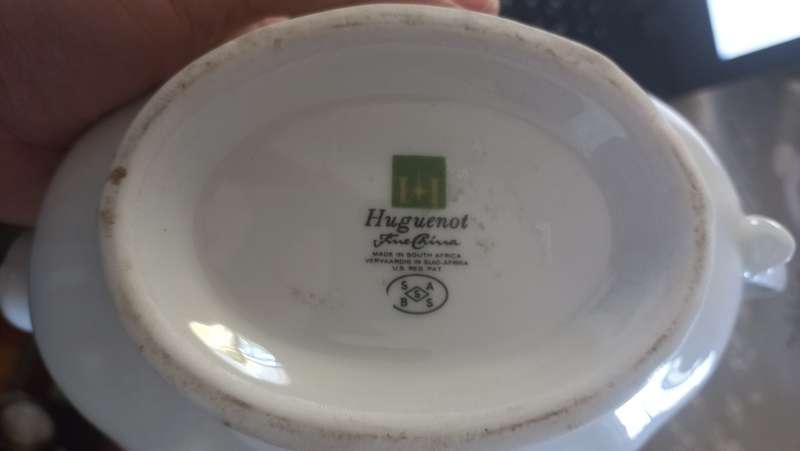 H
Huguenot
Fine China
MADE IN SOUTH AFRICA
VERVAARDIG IN SUID-AFRIKA
U.S. REG. PAT.
S A
S
B S